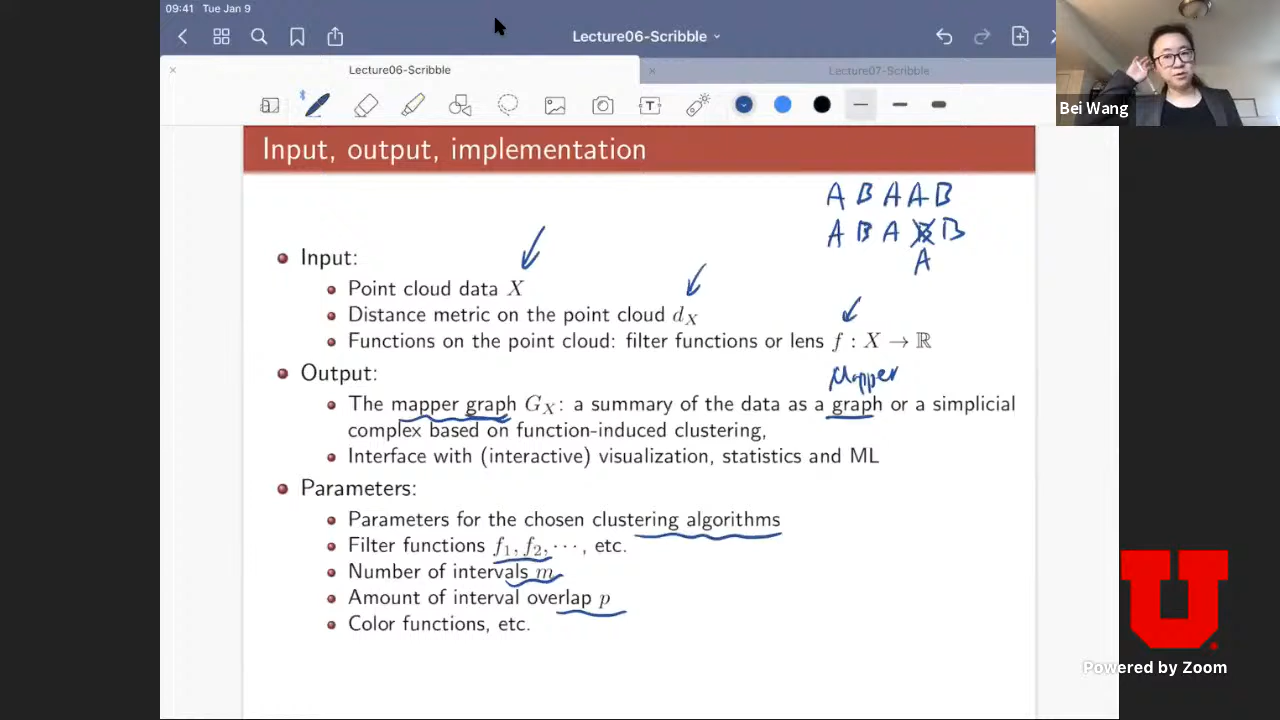 09:41 Tue Jan 9
Lecture06-Scribble
Lecture06-Scribble
Lecture07-Scribble
T
Bei Wang
Input, output, implementation
A B A A B
A B A B B
A
Input:
Point cloud data X
Distance metric on the point cloud d_X
Functions on the point cloud: filter functions or lens f : X → ℝ
Output:
Mapper
The mapper graph G_X: a summary of the data as a graph or a simplicial
complex based on function-induced clustering,
Interface with (interactive) visualization, statistics and ML
Parameters:
Parameters for the chosen clustering algorithms
Filter functions f₁, f₂, ⋯ , etc.
Number of intervals m
Amount of interval overlap p
Color functions, etc.
U
Powered by Zoom